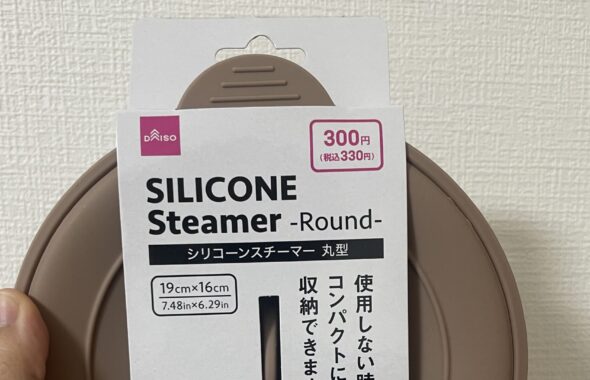 DAISO
300円
(税込330円)
SILICONE
Steamer -Round-
シリコーンスチーマー 丸型
19cm×16cm
7.48in×6.29in
使用しない時
コンパクトに
収納できま